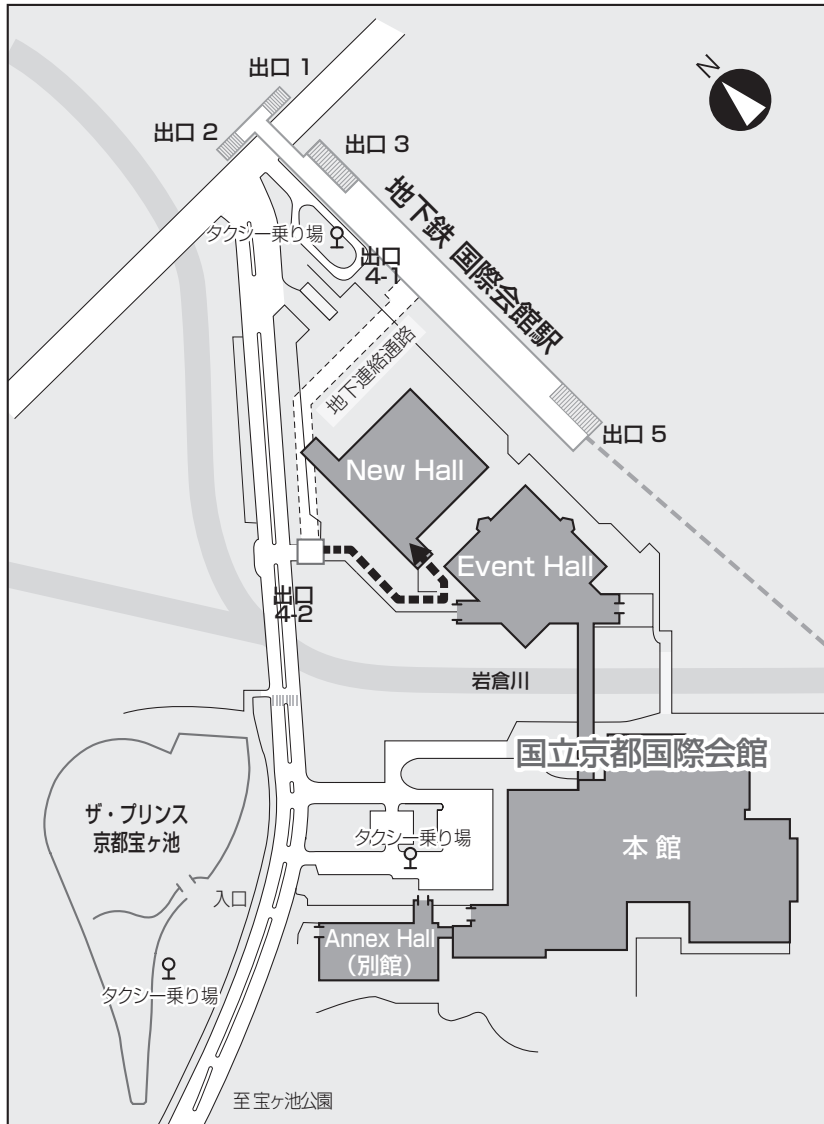 N
出口 1
出口 2
出口 3
地下鉄 国際会館駅
タクシー乗り場
出口
4-1
地下連絡通路
出口 5
New Hall
Event Hall
出口
4-2
岩倉川
国立京都国際会館
ザ・プリンス
京都宝ヶ池
タクシー乗り場
本 館
入口
Annex Hall
（別館）
タクシー乗り場
至 宝ヶ池公園